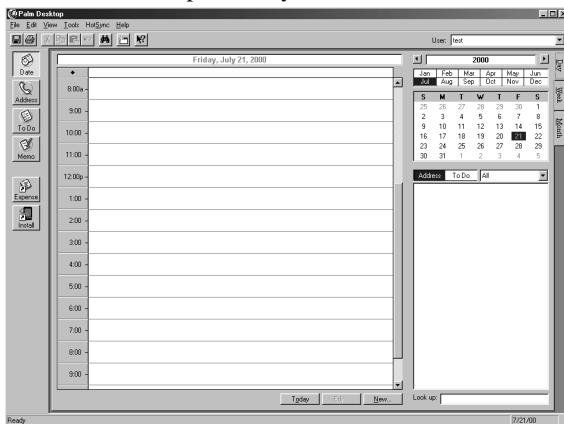 Palm Desktop
File Edit View Tools HotSync Help
User: test
Date
Address
To Do
Memo
Expense
Install
Friday, July 21, 2000
8:00a
9:00
10:00
11:00
12:00p
1:00
2:00
3:00
4:00
5:00
6:00
7:00
8:00
9:00
Today Edit... New...
2000
Jan Feb Mar Apr May Jun
Jul Aug Sep Oct Nov Dec
S M T W T F S
25 26 27 28 29 30 1
2 3 4 5 6 7 8
9 10 11 12 13 14 15
16 17 18 19 20 21 22
23 24 25 26 27 28 29
30 31 1 2 3 4 5
Day
Week
Month
Address To Do All
Look up:
Ready 7/21/00